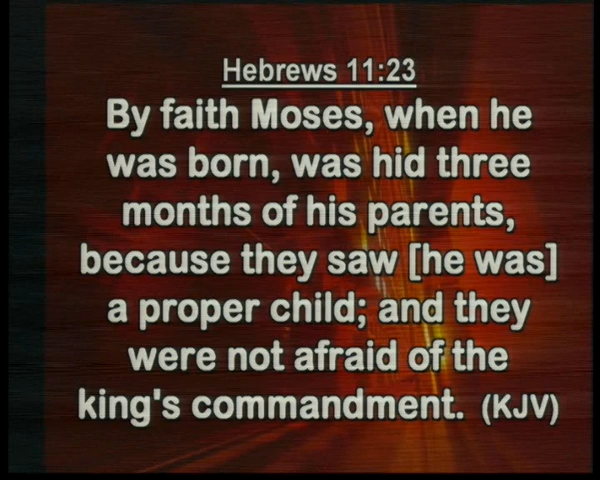 Hebrews 11:23
By faith Moses, when he
was born, was hid three
months of his parents,
because they saw [he was]
a proper child; and they
were not afraid of the
king's commandment. (KJV)